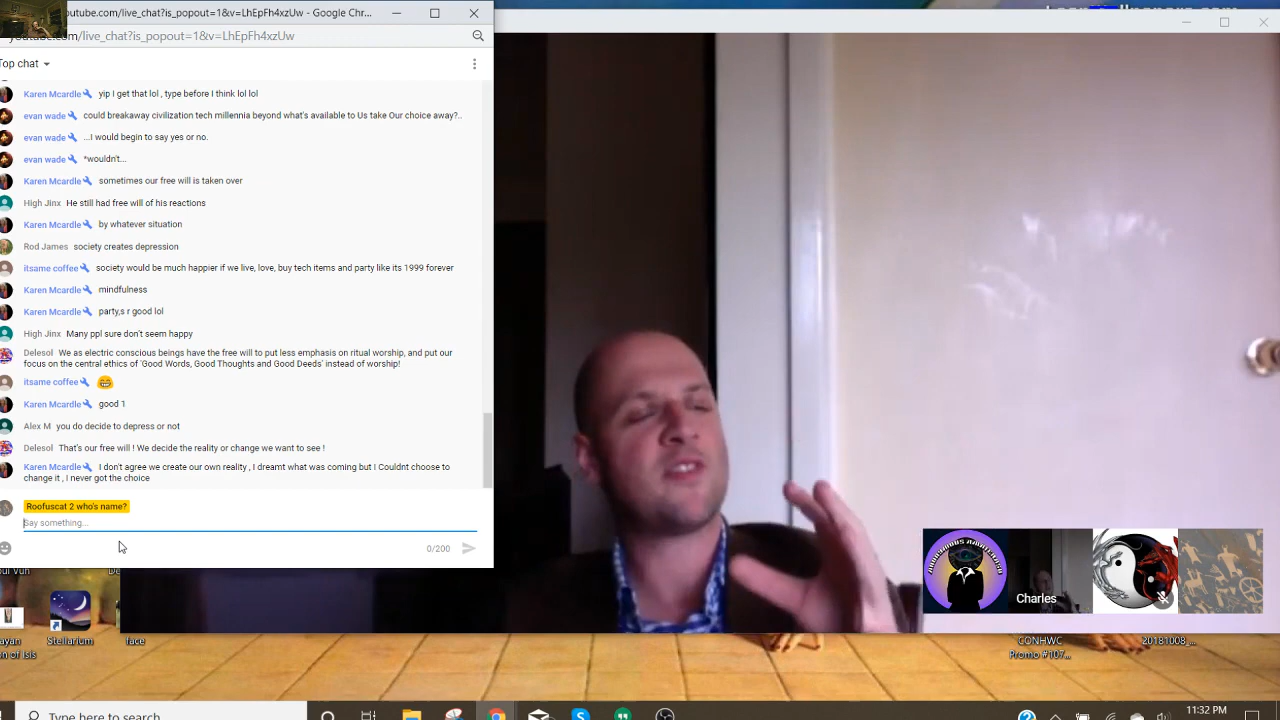 outube.com/live_chat?is_popout=1&v=LhEpFh4xzUw - Google Chr...
youtube.com/live_chat?is_popout=1&v=LhEpFh4xzUw
Top chat
Karen Mcardle yip I get that lol , type before I think lol lol
evan wade could breakaway civilization tech millennia beyond what's available to Us take Our choice away?..
evan wade ...I would begin to say yes or no.
evan wade *wouldn't...
Karen Mcardle sometimes our free will is taken over
High Jinx He still had free will of his reactions
Karen Mcardle by whatever situation
Rod James society creates depression
itsame coffee society would be much happier if we live, love, buy tech items and party like its 1999 forever
Karen Mcardle mindfulness
Karen Mcardle party,s r good lol
High Jinx Many ppl sure don't seem happy
Delesol We as electric conscious beings have the free will to put less emphasis on ritual worship, and put our
focus on the central ethics of 'Good Words, Good Thoughts and Good Deeds' instead of worship!
itsame coffee 😁
Karen Mcardle good 1
Alex M you do decide to depress or not
Delesol That's our free will ! We decide the reality or change we want to see !
Karen Mcardle I don't agree we create our own reality , I dreamt what was coming but I Couldnt choose to
change it , I never got the choice
Roofuscat 2 who's name?
Say something...
0/200
Charles
Stellarium
face
ayan
on of Isis
CONHWC
Promo #107...
20181008_...
Type here to search
11:32 PM